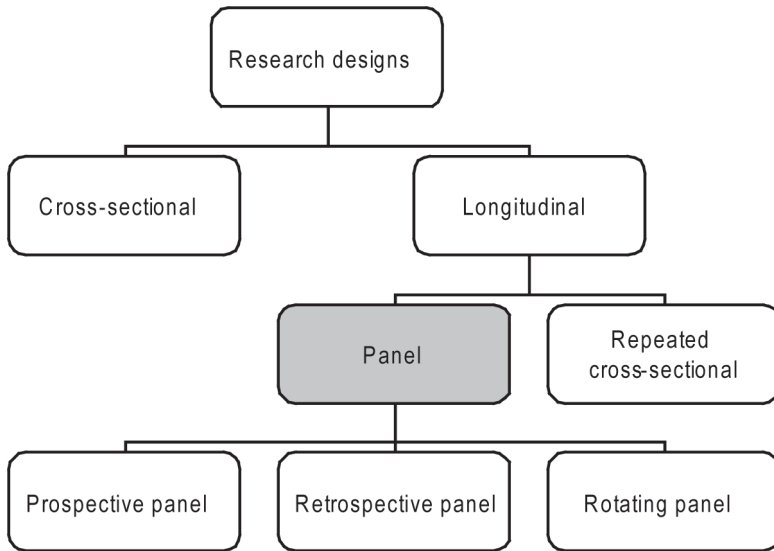 Research designs
Cross-sectional
Longitudinal
Panel
Repeated
cross-sectional
Prospective panel
Retrospective panel
Rotating panel